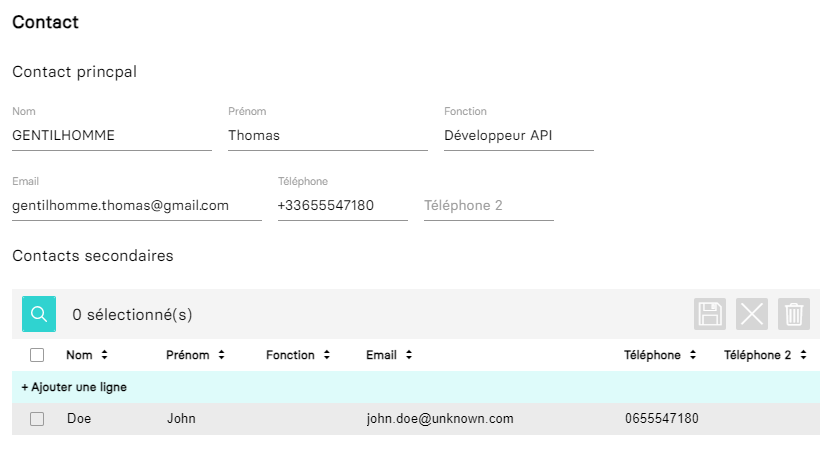 Contact
Contact princpal
Nom Prénom Fonction
GENTILHOMME Thomas Développeur API
Email Téléphone
gentilhomme.thomas@gmail.com +33655547180 Téléphone 2
Contacts secondaires
0 sélectionné(s)
Nom Prénom Fonction Email Téléphone Téléphone 2
+ Ajouter une ligne
Doe John john.doe@unknown.com 0655547180